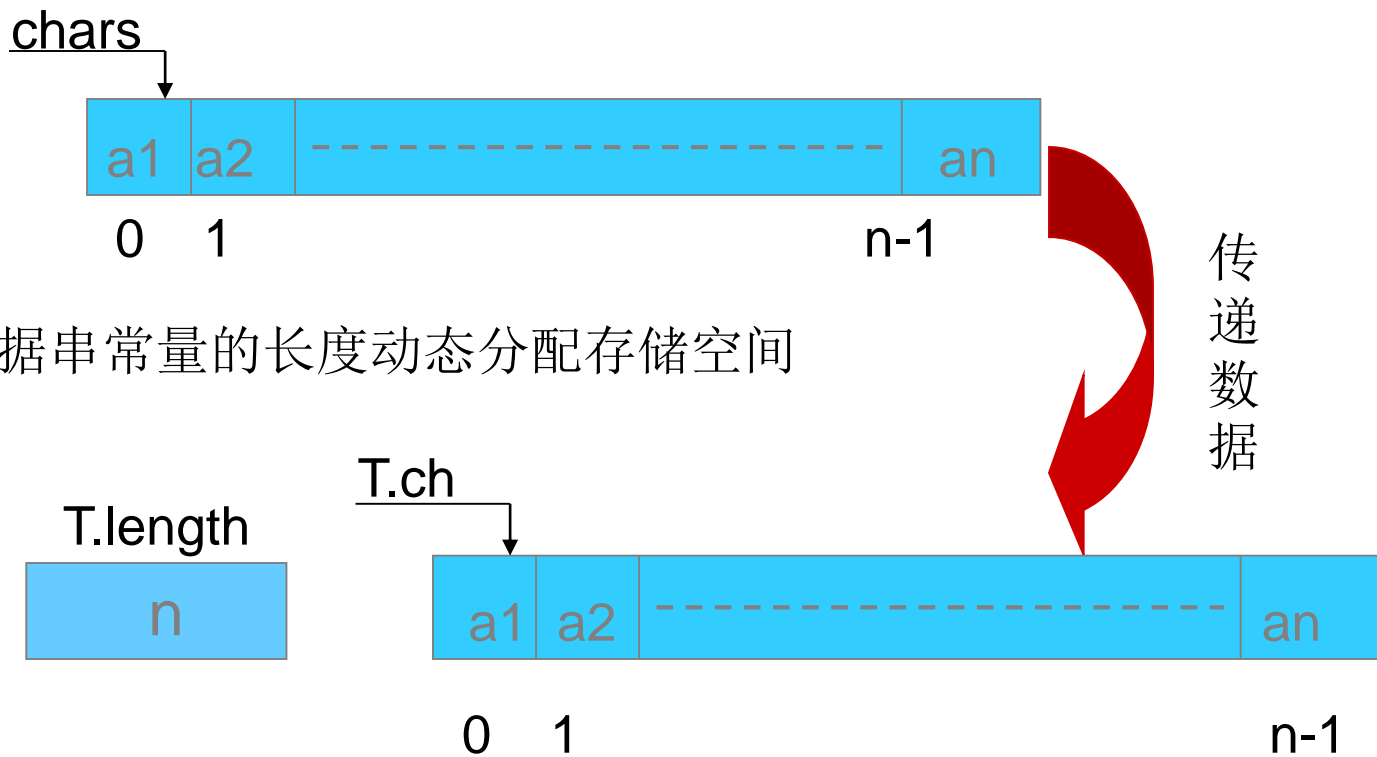 chars
a1 a2 an
0 1 n-1
据串常量的长度动态分配存储空间
传递数据
T.ch
T.length
n
a1 a2 an
0 1 n-1